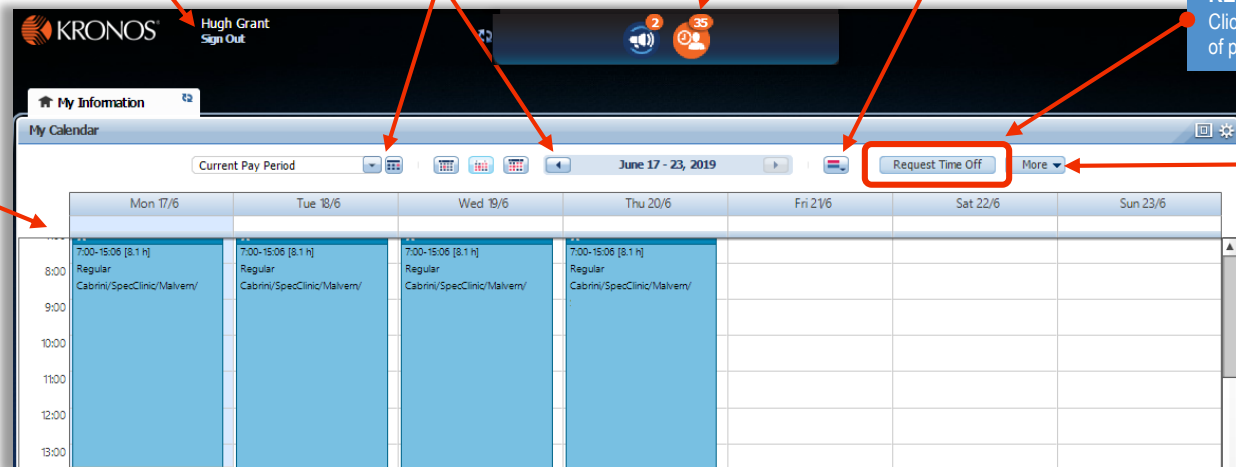 KRONOS
Hugh Grant
Sign Out
2
35
Clic
of p
My Information
My Calendar
Current Pay Period
June 17 - 23, 2019
Request Time Off
More
Mon 17/6
Tue 18/6
Wed 19/6
Thu 20/6
Fri 21/6
Sat 22/6
Sun 23/6
7:00-15:06 [8.1 h]
Regular
Cabrini/SpecClinic/Malvern/
7:00-15:06 [8.1 h]
Regular
Cabrini/SpecClinic/Malvern/
7:00-15:06 [8.1 h]
Regular
Cabrini/SpecClinic/Malvern/
7:00-15:06 [8.1 h]
Regular
Cabrini/SpecClinic/Malvern/
8:00
9:00
10:00
11:00
12:00
13:00